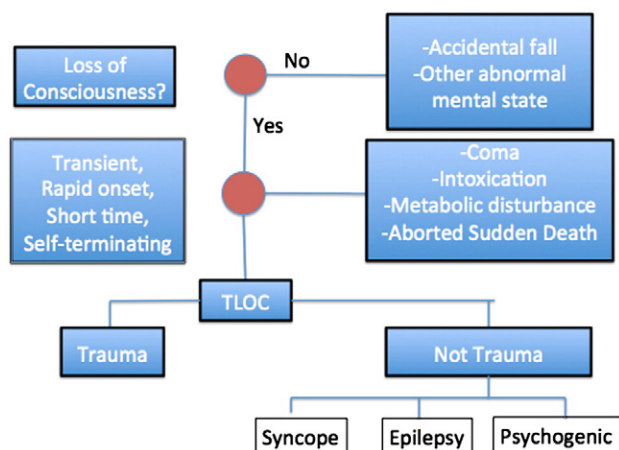 Loss of
Consciousness?
No
-Accidental fall
-Other abnormal
mental state
Yes
Transient,
Rapid onset,
Short time,
Self-terminating
-Coma
-Intoxication
-Metabolic disturbance
-Aborted Sudden Death
TLOC
Trauma
Not Trauma
Syncope
Epilepsy
Psychogenic